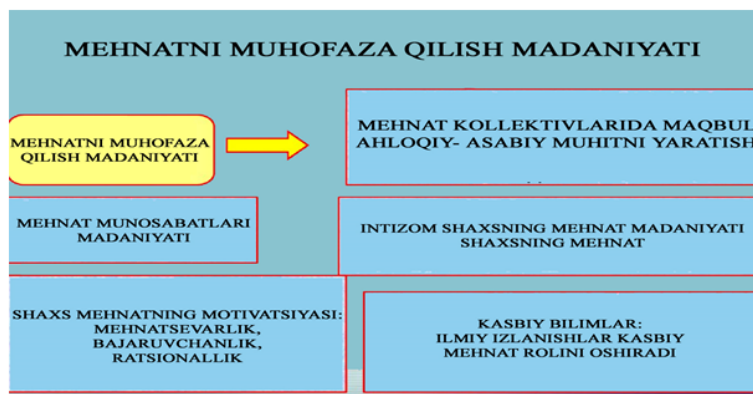 MEHNATNI MUHOFAZA QILISH MADANIYATI
MEHNATNI MUHOFAZA
QILISH MADANIYATI
MEHNAT KOLLEKTIVLARIDA MAQBUL
AHLOQIY- ASABIY MUHITNI YARATISH
MEHNAT MUNOSABATLARI
MADANIYATI
INTIZOM SHAXSNING MEHNAT MADANIYATI
SHAXSNING MEHNAT
SHAXS MEHNATNING MOTIVATSIYASI:
MEHNATSEVARLIK,
BAJARUVCHANLIK,
RATSIONALLIK
KASBIY BILIMLAR:
ILMIY IZLANISHLAR KASBIY
MEHNAT ROLINI OSHIRADI